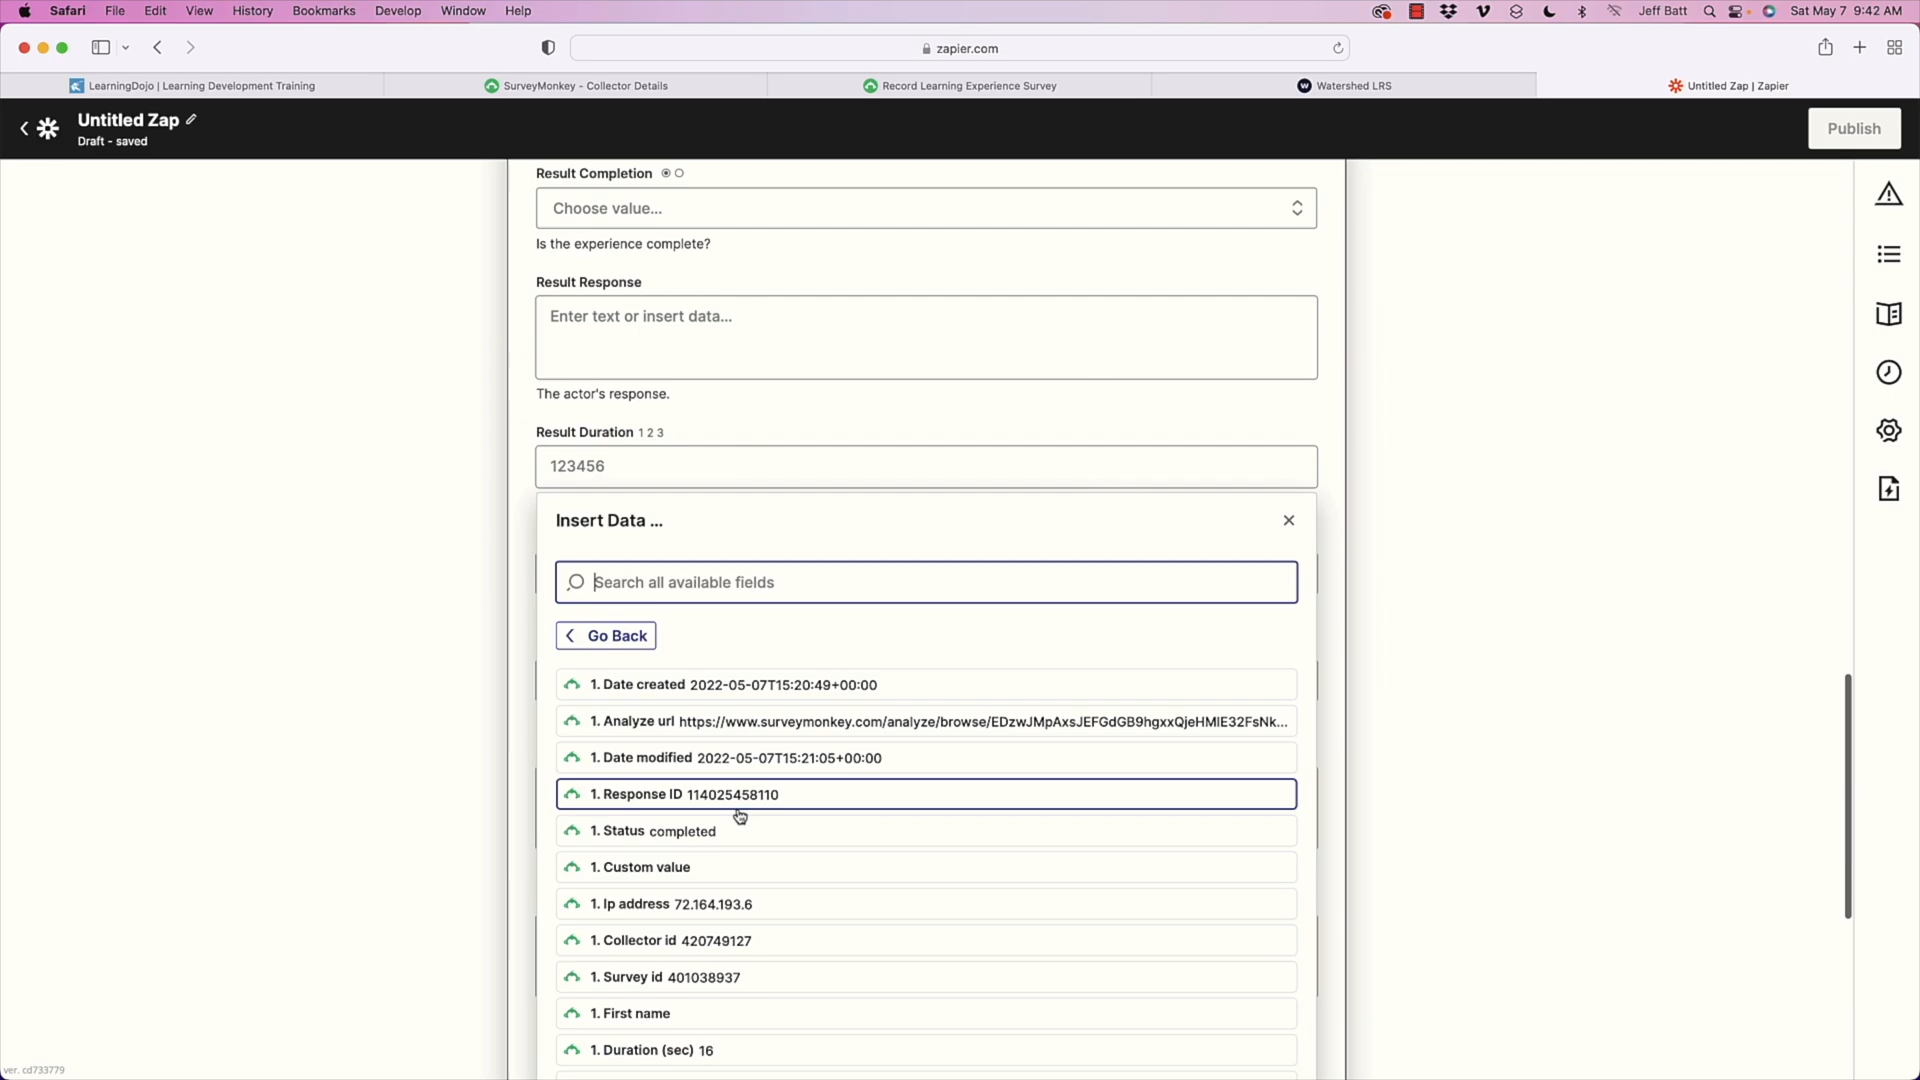 Safari File Edit View History Bookmarks Develop Window Help Jeff Batt Sat May 7 9:42 AM
zapier.com
LearningDojo | Learning Development Training SurveyMonkey - Collector Details Record Learning Experience Survey Watershed LRS Untitled Zap | Zapier
Untitled Zap
Draft - saved
Publish
Result Completion
Choose value...
Is the experience complete?
Result Response
Enter text or insert data...
The actor's response.
Result Duration 1 2 3
123456
Insert Data ...
Search all available fields
Go Back
1. Date created 2022-05-07T15:20:49+00:00
1. Analyze url https://www.surveymonkey.com/analyze/browse/EDzwJMpAxsJEFGdGB9hgxxQjeHMIE32FsNk...
1. Date modified 2022-05-07T15:21:05+00:00
1. Response ID 114025458110
1. Status completed
1. Custom value
1. Ip address 72.164.193.6
1. Collector id 420749127
1. Survey id 401038937
1. First name
1. Duration (sec) 16
ver. cd733779